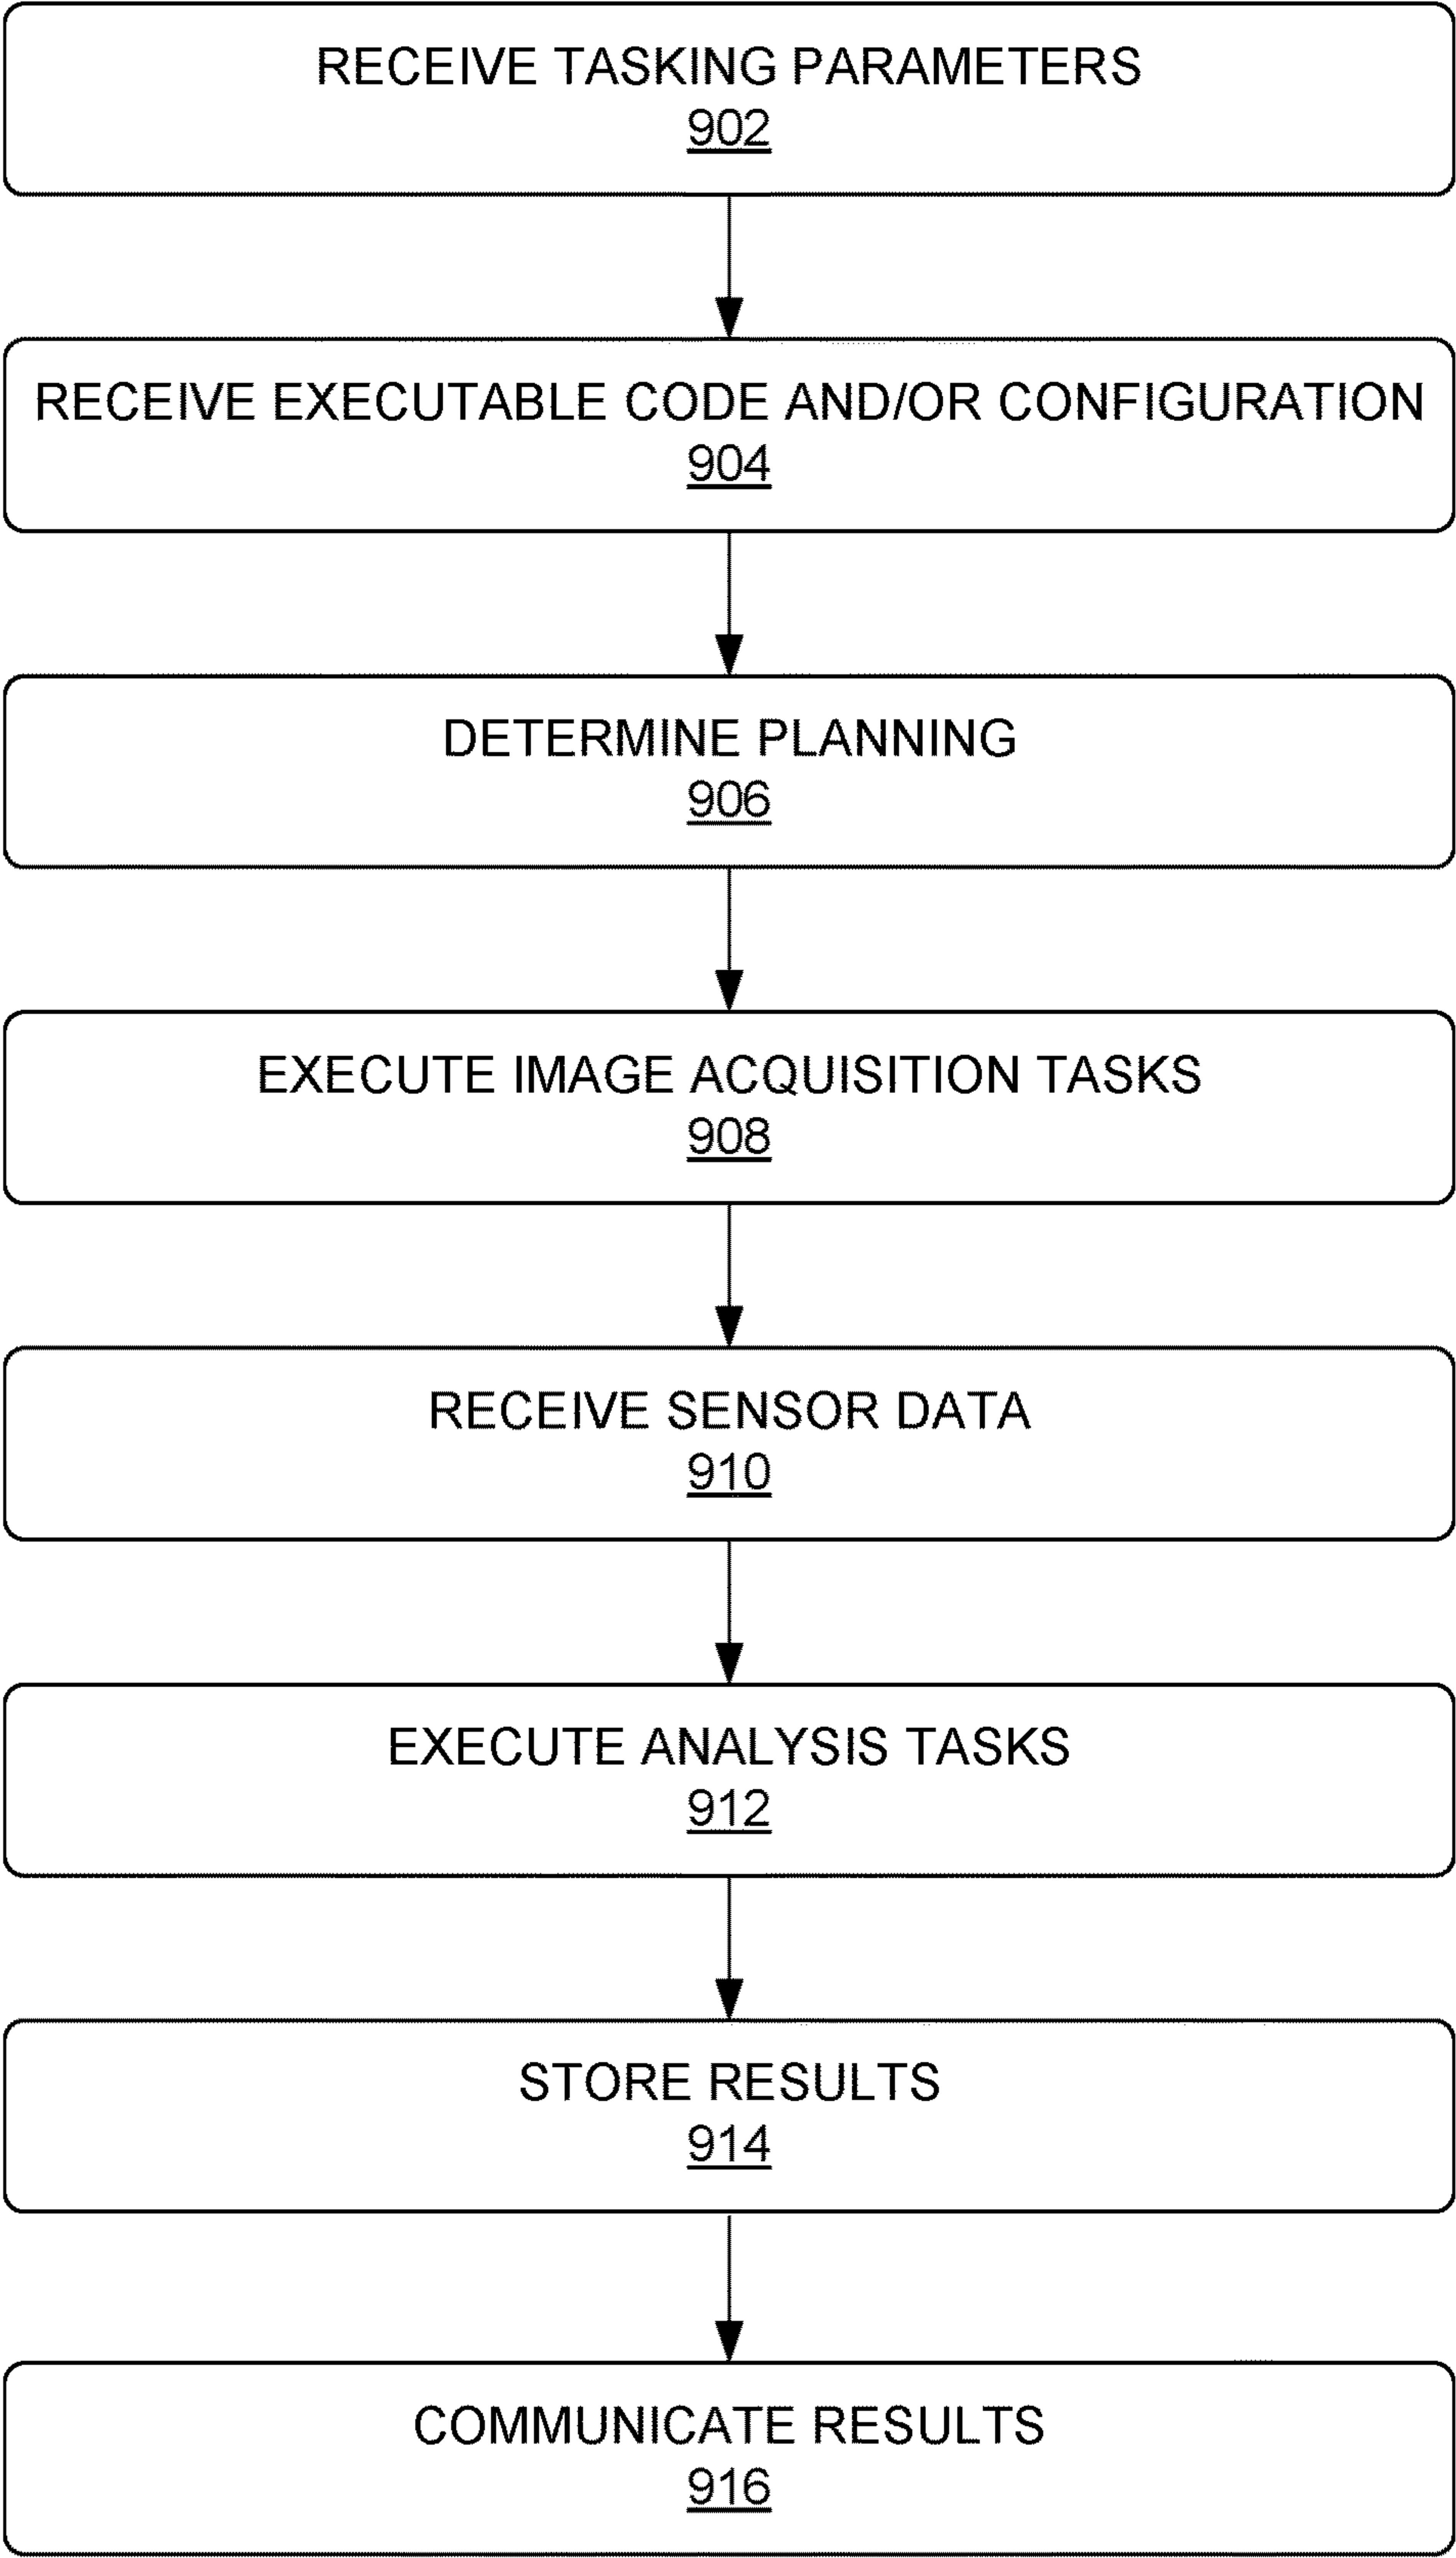 RECEIVE TASKING PARAMETERS
902
RECEIVE EXECUTABLE CODE AND/OR CONFIGURATION
904
DETERMINE PLANNING
906
EXECUTE IMAGE ACQUISITION TASKS
908
RECEIVE SENSOR DATA
910
EXECUTE ANALYSIS TASKS
912
STORE RESULTS
914
COMMUNICATE RESULTS
916